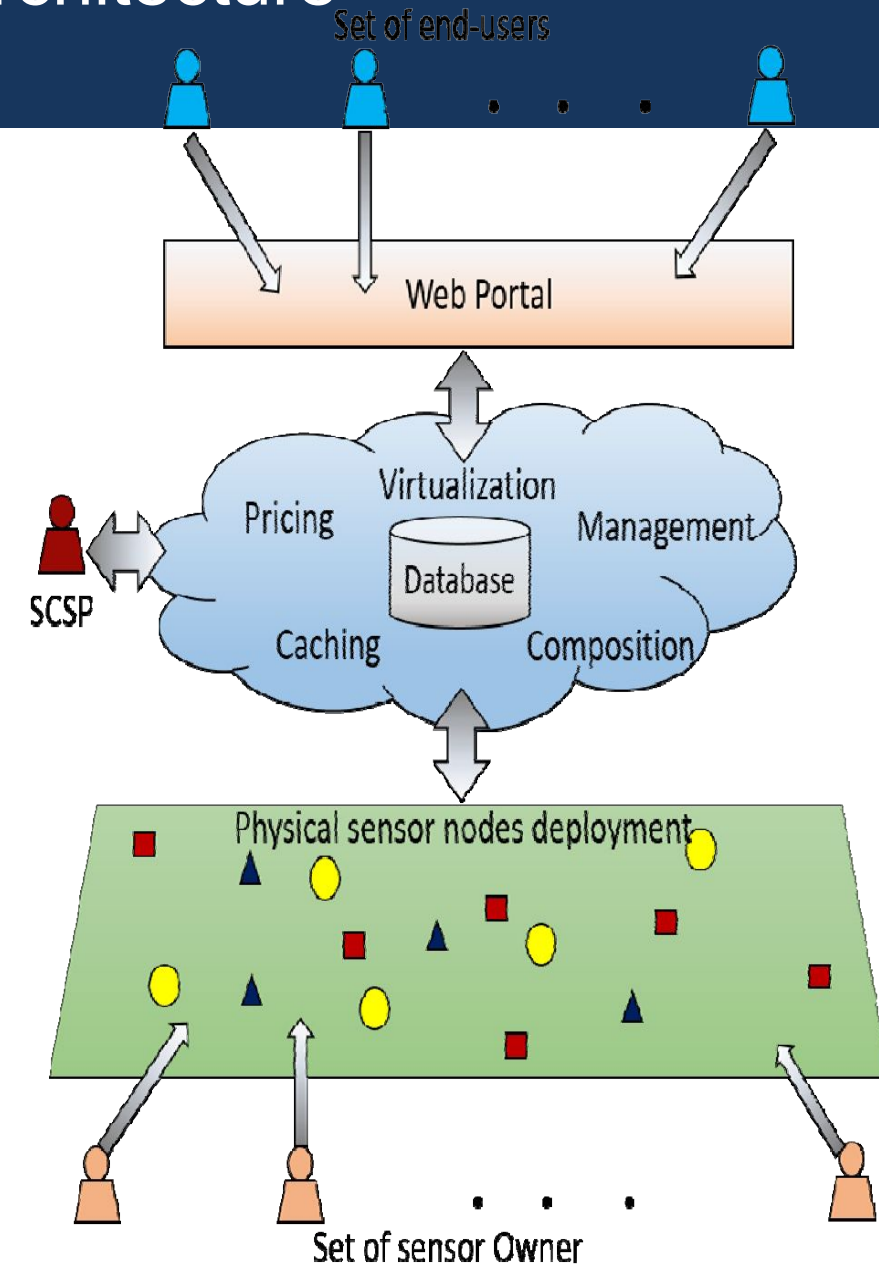 Set of end-users
Web Portal
Virtualization
Pricing
Management
Database
SCSP
Caching
Composition
Physical sensor nodes deployment
Set of sensor Owner